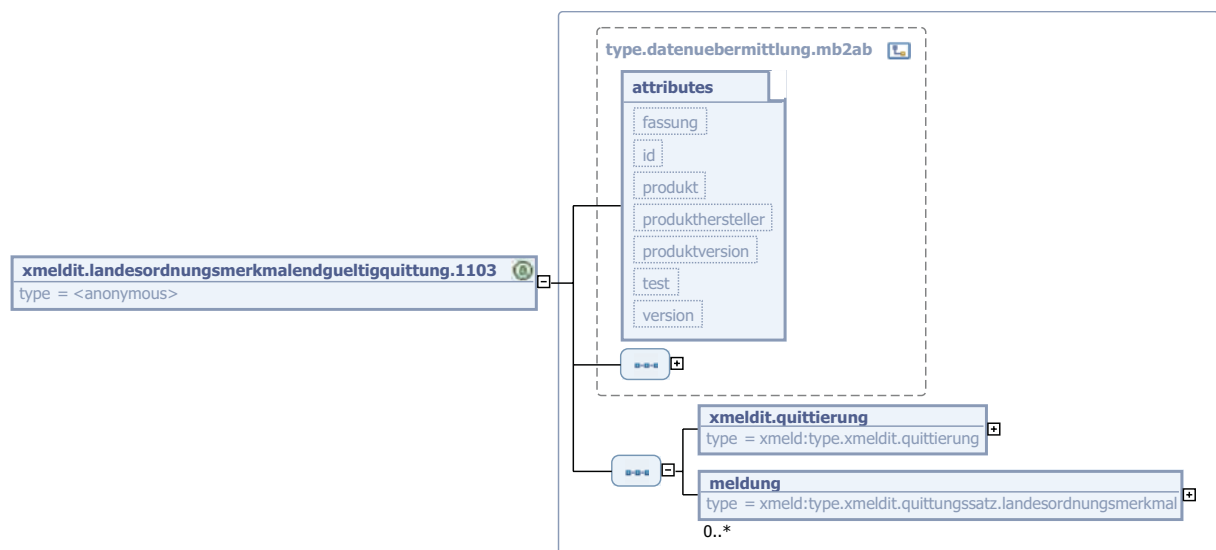 type.datenuebermittlung.mb2ab
attributes
fassung
id
produkt
produkthersteller
produktversion
test
version
xmeldit.landesordnungsmerkmalendgueltigquittung.1103
type = <anonymous>
xmeldit.quittierung
type = xmeld:type.xmeldit.quittierung
meldung
type = xmeld:type.xmeldit.quittungssatz.landesordnungsmerkmal
0..*